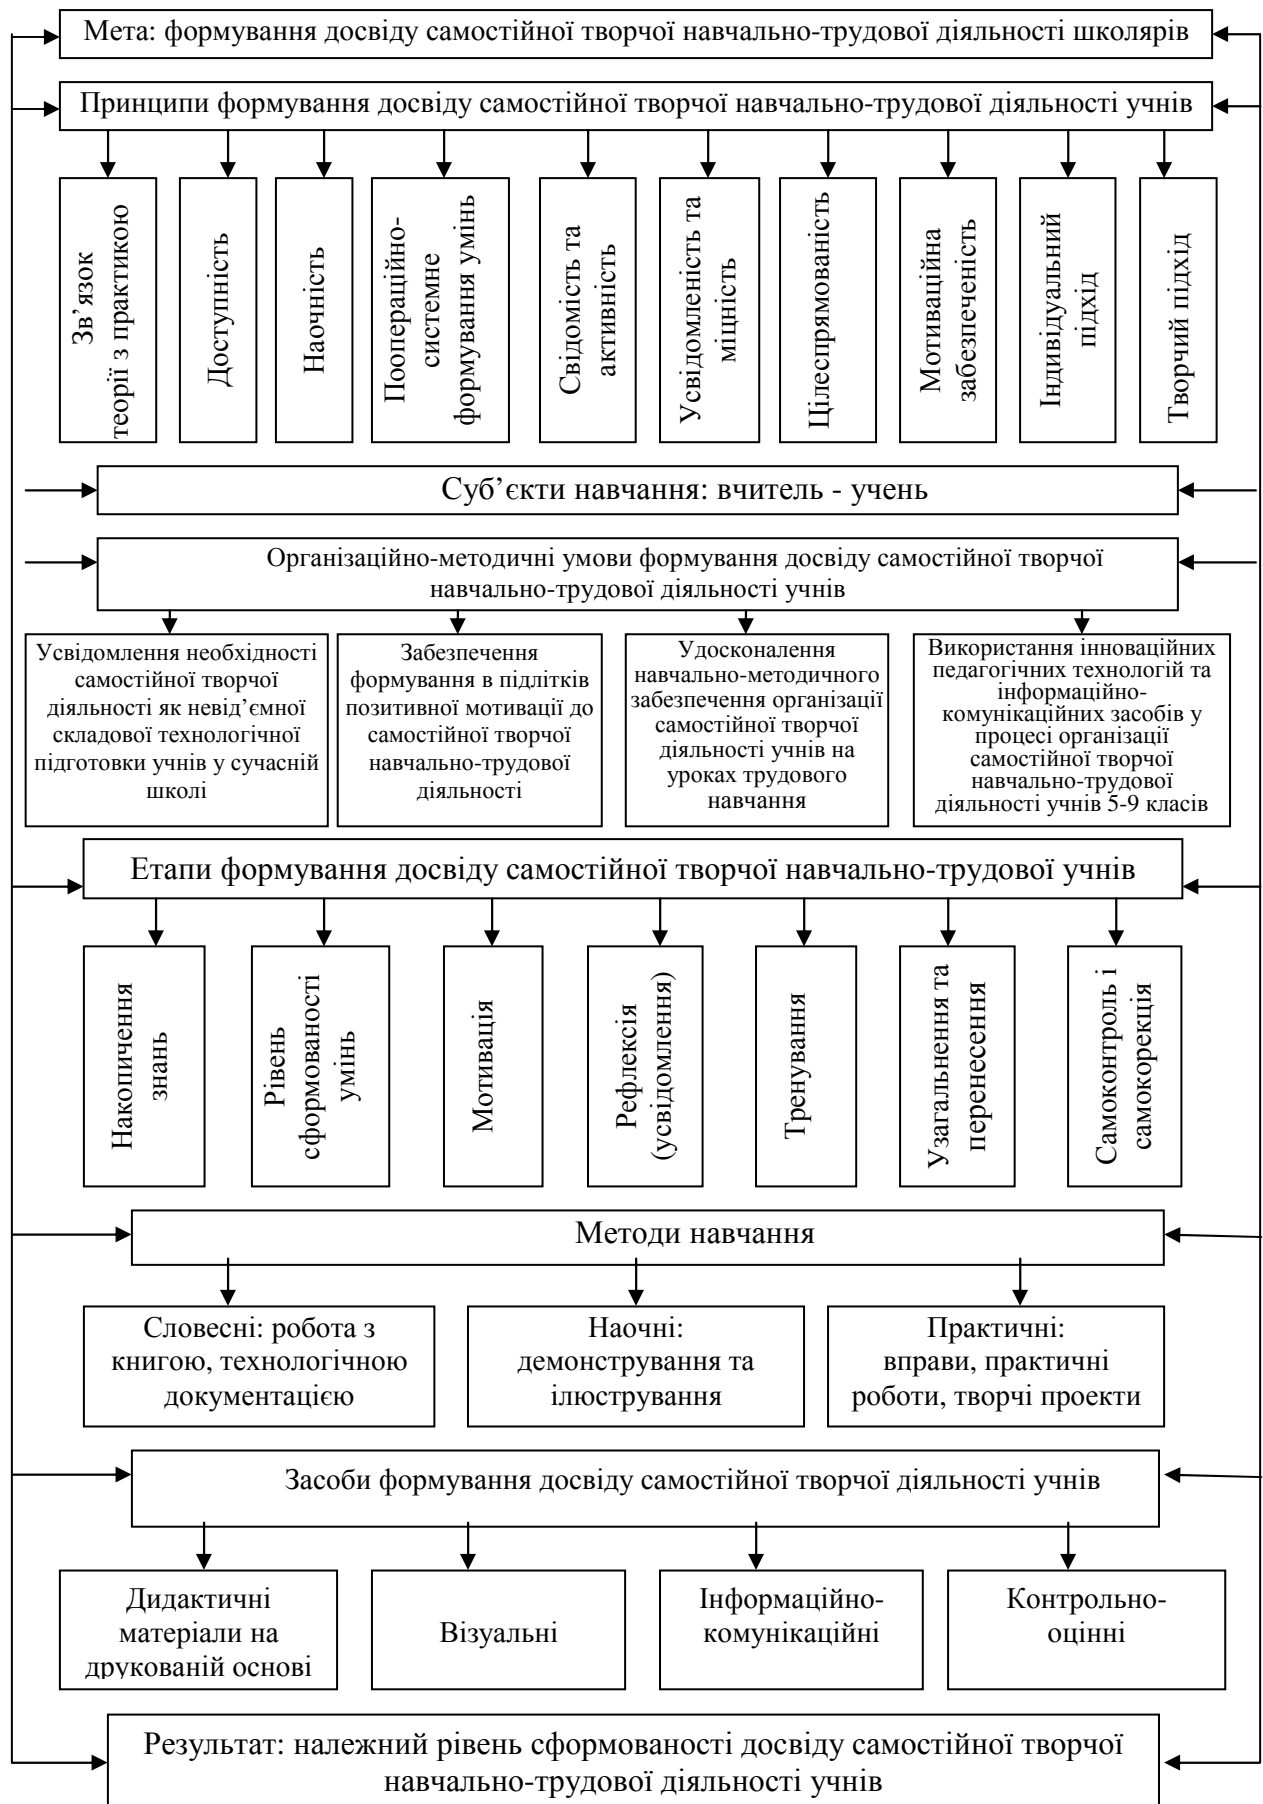 Мета: формування досвіду самостійної творчої навчально-трудової діяльності школярів
Принципи формування досвіду самостійної творчої навчально-трудової діяльності учнів
Зв’язок
теорії з практикою
Доступність
Наочність
Поопераційно-
системне
формування умінь
Свідомість та
активність
Усвідомленість та
міцність
Цілеспрямованість
Мотиваційна
забезпеченість
Індивідуальний
підхід
Творчий підхід
Суб’єкти навчання: вчитель - учень
Організаційно-методичні умови формування досвіду самостійної творчої
навчально-трудової діяльності учнів
Усвідомлення необхідності
самостійної творчої
діяльності як невід’ємної
складової технологічної
підготовки учнів у сучасній
школі
Забезпечення
формування в підлітків
позитивної мотивації до
самостійної творчої
навчально-трудової
діяльності
Удосконалення
навчально-методичного
забезпечення організації
самостійної творчої
діяльності учнів на
уроках трудового
навчання
Використання інноваційних
педагогічних технологій та
інформаційно-
комунікаційних засобів у
процесі організації
самостійної творчої
навчально-трудової
діяльності учнів 5-9 класів
Етапи формування досвіду самостійної творчої навчально-трудової учнів
Накопичення
знань
Рівень
сформованості
умінь
Мотивація
Рефлексія
(усвідомлення)
Тренування
Узагальнення та
перенесення
Самоконтроль і
самокорекція
Методи навчання
Словесні: робота з
книгою, технологічною
документацією
Наочні:
демонстрування та
ілюстрування
Практичні:
вправи, практичні
роботи, творчі проекти
Засоби формування досвіду самостійної творчої діяльності учнів
Дидактичні
матеріали на
друкованій основі
Візуальні
Інформаційно-
комунікаційні
Контрольно-
оцінні
Результат: належний рівень сформованості досвіду самостійної творчої
навчально-трудової діяльності учнів